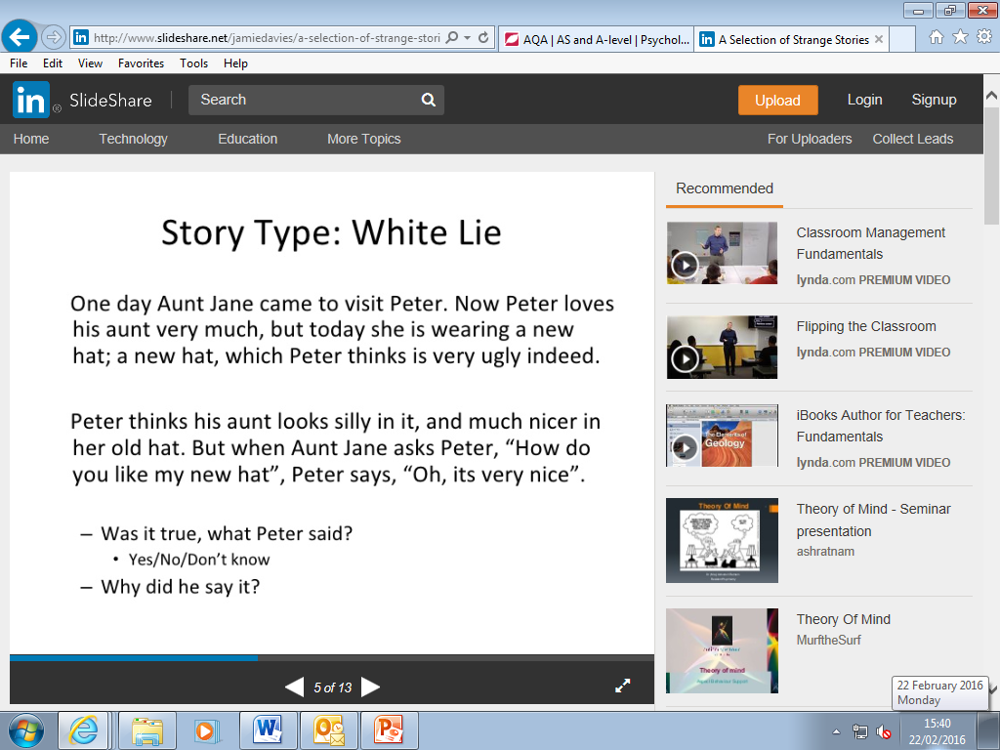 http://www.slideshare.net/jamiedavies/a-selection-of-strange-stori
AQA | AS and A-level | Psychol...
A Selection of Strange Stories
File Edit View Favorites Tools Help
in® SlideShare
Search
Upload
Login
Signup
Home
Technology
Education
More Topics
For Uploaders
Collect Leads
Story Type: White Lie
One day Aunt Jane came to visit Peter. Now Peter loves
his aunt very much, but today she is wearing a new
hat; a new hat, which Peter thinks is very ugly indeed.
Peter thinks his aunt looks silly in it, and much nicer in
her old hat. But when Aunt Jane asks Peter, “How do
you like my new hat”, Peter says, “Oh, its very nice”.
– Was it true, what Peter said?
• Yes/No/Don’t know
– Why did he say it?
5 of 13
Recommended
Classroom Management
Fundamentals
lynda.com PREMIUM VIDEO
Flipping the Classroom
lynda.com PREMIUM VIDEO
Geology
iBooks Author for Teachers:
Fundamentals
lynda.com PREMIUM VIDEO
Theory Of Mind
Theory of Mind - Seminar
presentation
ashratnam
Theory of mind
Theory Of Mind
MurftheSurf
22 February 2016
Monday
15:40
22/02/2016